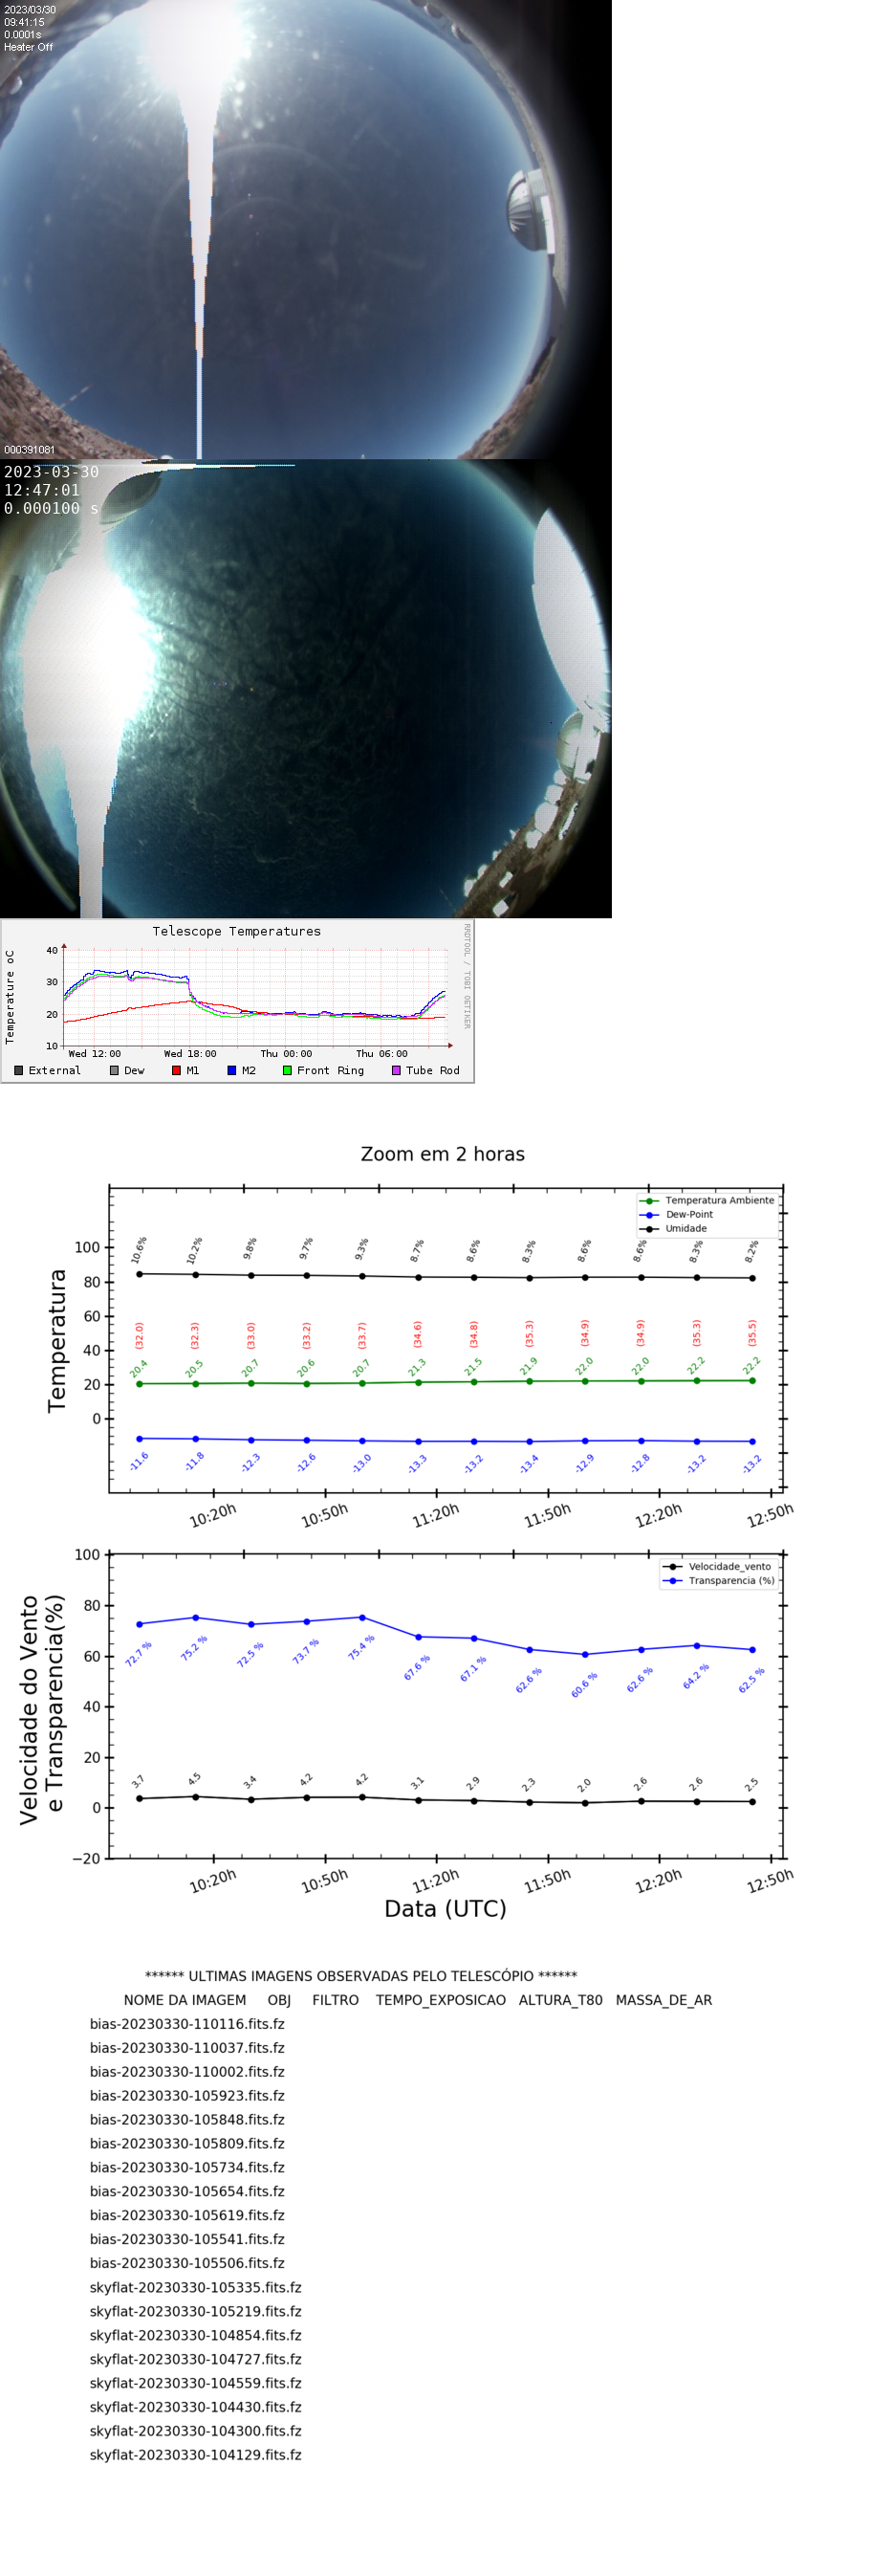 2023/03/30
09:41:15
0.0001s
Heater Off
000391081
2023-03-30
12:47:01
0.000100 s
Telescope Temperatures
Temperature oC
40
30
20
10
Wed 12:00 Wed 18:00 Thu 00:00 Thu 06:00
External Dew M1 M2 Front Ring Tube Rod
RRDTOOL / TOBI OETIKER
Zoom em 2 horas
Temperatura
Temperatura Ambiente
Dew-Point
Umidade
100
80
60
40
20
0
10.6% 10.2% 9.8% 9.7% 9.3% 8.7% 8.6% 8.3% 8.6% 8.6% 8.3% 8.2%
(32.0) (32.3) (33.0) (33.2) (33.7) (34.6) (34.8) (35.3) (34.9) (34.9) (35.3) (35.5)
20.4 20.5 20.7 20.6 20.7 21.3 21.5 21.9 22.0 22.0 22.2 22.2
-11.6 -11.8 -12.3 -12.6 -13.0 -13.3 -13.2 -13.4 -12.9 -12.8 -13.2 -13.2
10:20h 10:50h 11:20h 11:50h 12:20h 12:50h
Velocidade do Vento
e Transparencia(%)
Velocidade_vento
Transparencia (%)
100
80
60
40
20
0
−20
72.7 % 75.2 % 72.5 % 73.7 % 75.4 % 67.6 % 67.1 % 62.6 % 60.6 % 62.6 % 64.2 % 62.5 %
3.7 4.5 3.4 4.2 4.2 3.1 2.9 2.3 2.0 2.6 2.6 2.5
10:20h 10:50h 11:20h 11:50h 12:20h 12:50h
Data (UTC)
****** ULTIMAS IMAGENS OBSERVADAS PELO TELESCÓPIO ******
NOME DA IMAGEM OBJ FILTRO TEMPO_EXPOSICAO ALTURA_T80 MASSA_DE_AR
bias-20230330-110116.fits.fz
bias-20230330-110037.fits.fz
bias-20230330-110002.fits.fz
bias-20230330-105923.fits.fz
bias-20230330-105848.fits.fz
bias-20230330-105809.fits.fz
bias-20230330-105734.fits.fz
bias-20230330-105654.fits.fz
bias-20230330-105619.fits.fz
bias-20230330-105541.fits.fz
bias-20230330-105506.fits.fz
skyflat-20230330-105335.fits.fz
skyflat-20230330-105219.fits.fz
skyflat-20230330-104854.fits.fz
skyflat-20230330-104727.fits.fz
skyflat-20230330-104559.fits.fz
skyflat-20230330-104430.fits.fz
skyflat-20230330-104300.fits.fz
skyflat-20230330-104129.fits.fz